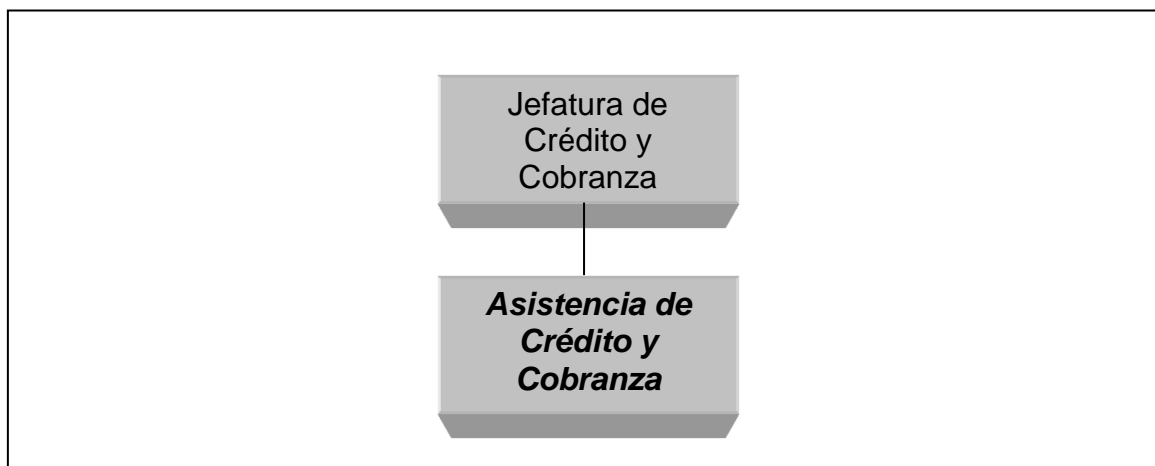 Jefatura de
Crédito y
Cobranza
Asistencia de
Crédito y
Cobranza